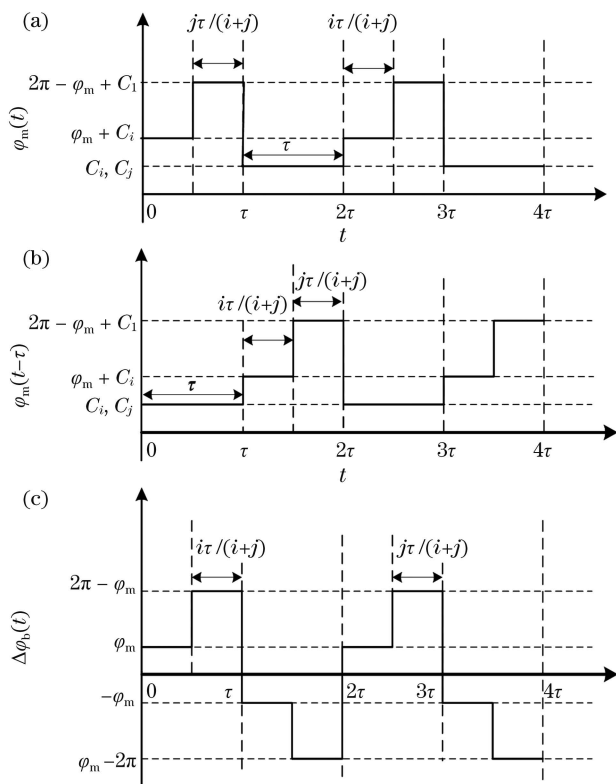 (a)
jτ/(i+j) iτ/(i+j)
2π − φm + C1
φm + Ci
Ci, Cj
φm(t)
τ
0 τ 2τ 3τ 4τ
t
(b)
jτ/(i+j)
iτ/(i+j)
2π − φm + C1
φm + Ci
Ci, Cj
φm(t−τ)
τ
0 τ 2τ 3τ 4τ
t
(c)
iτ/(i+j) jτ/(i+j)
2π − φm
φm
Δφb(t)
0 τ 2τ 3τ 4τ
−φm
φm −2π